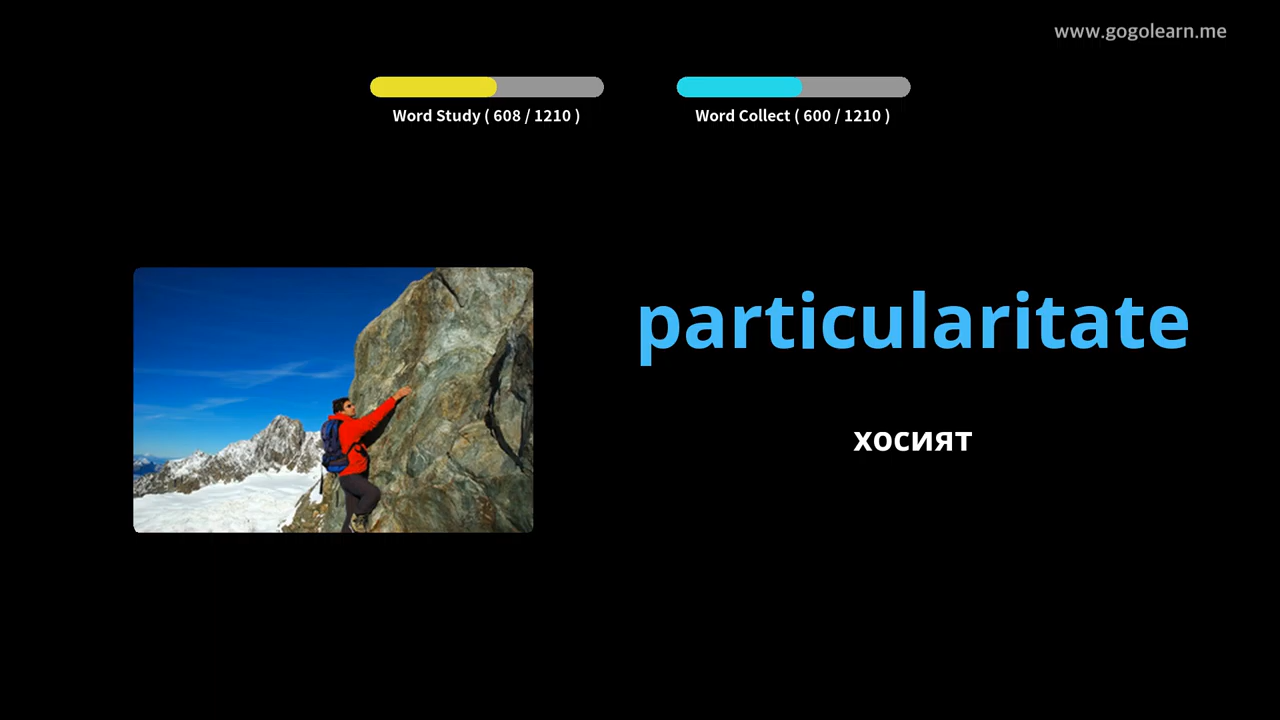 www.gogolearn.me
Word Study ( 608 / 1210 )
Word Collect ( 600 / 1210 )
particularitate
хосият